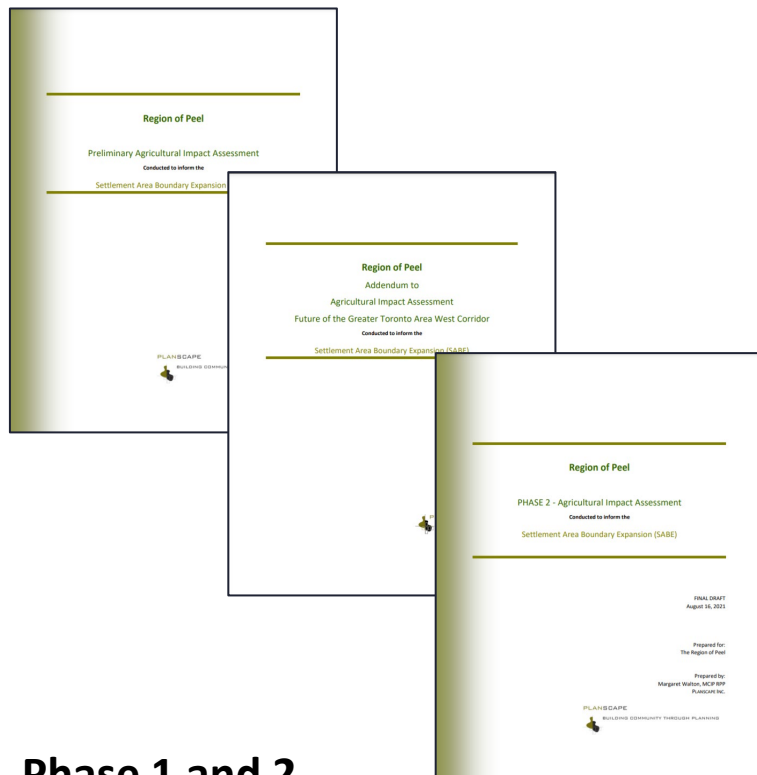 Region of Peel
Preliminary Agricultural Impact Assessment
Conducted to inform the
Settlement Area Boundary Expansion
PLANSCAPE
BUILDING
Region of Peel
Addendum to
Agricultural Impact Assessment
Future of the Greater Toronto Area West Corridor
Conducted to inform the
Settlement Area Boundary Expansion (SABE)
Region of Peel
PHASE 2 - Agricultural Impact Assessment
Conducted to inform the
Settlement Area Boundary Expansion (SABE)
FINAL DRAFT
August 16, 2021
Prepared for:
The Region of Peel
Prepared by:
Margaret Walton, MCIP RPP
PLANSCAPE INC.
PLANSCAPE
BUILDING COMMUNITY THROUGH PLANNING
Phase 1 and 2